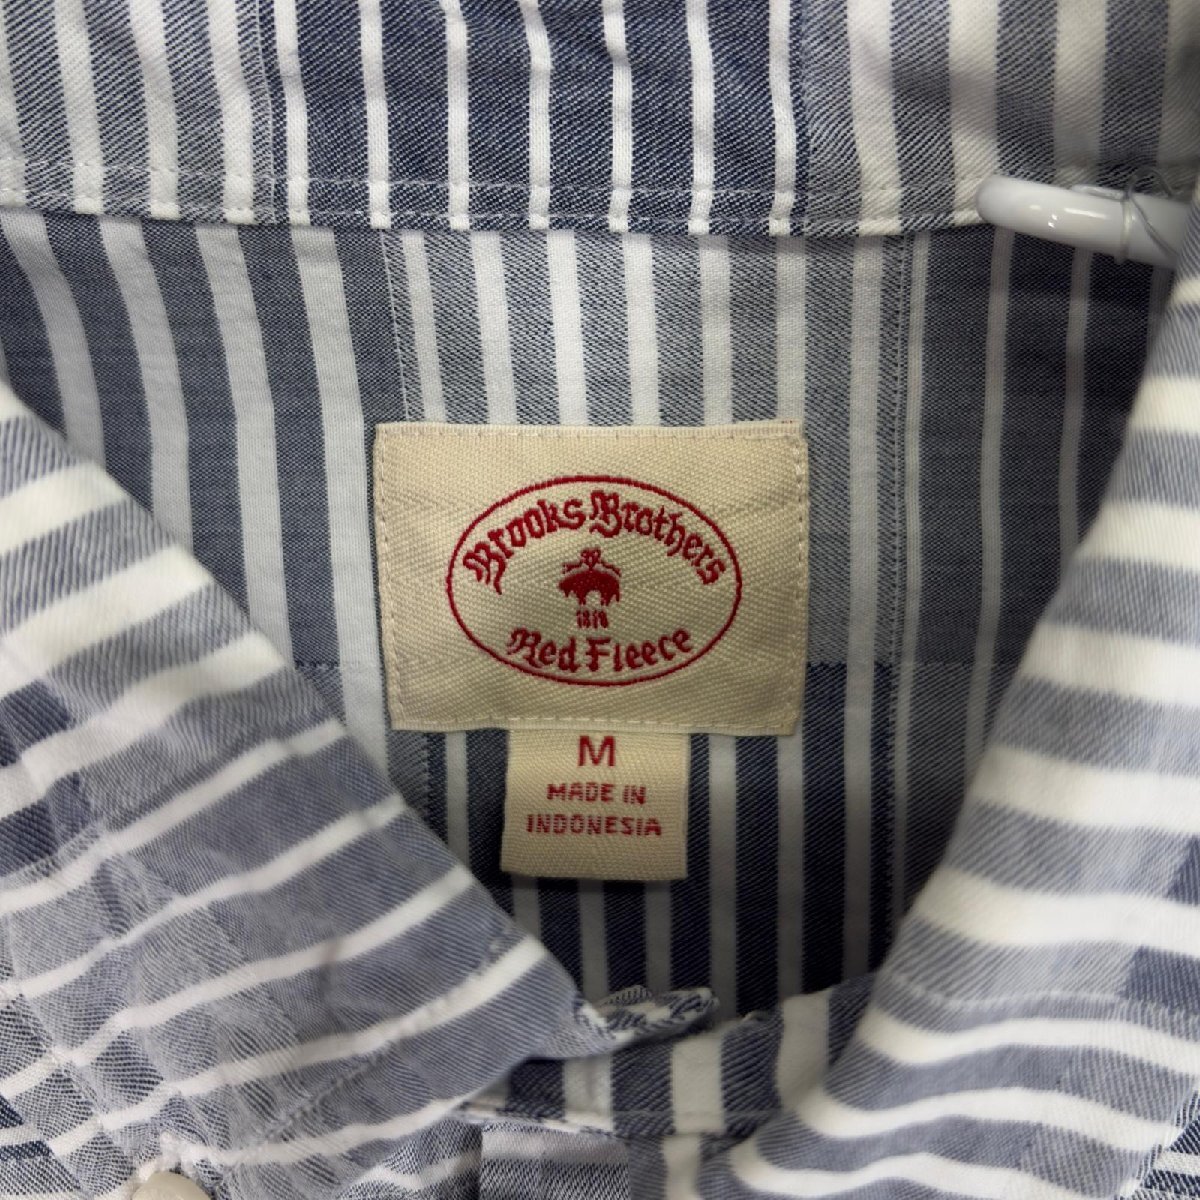 Brooks Brothers
1818
Red Fleece
M
MADE IN
INDONESIA